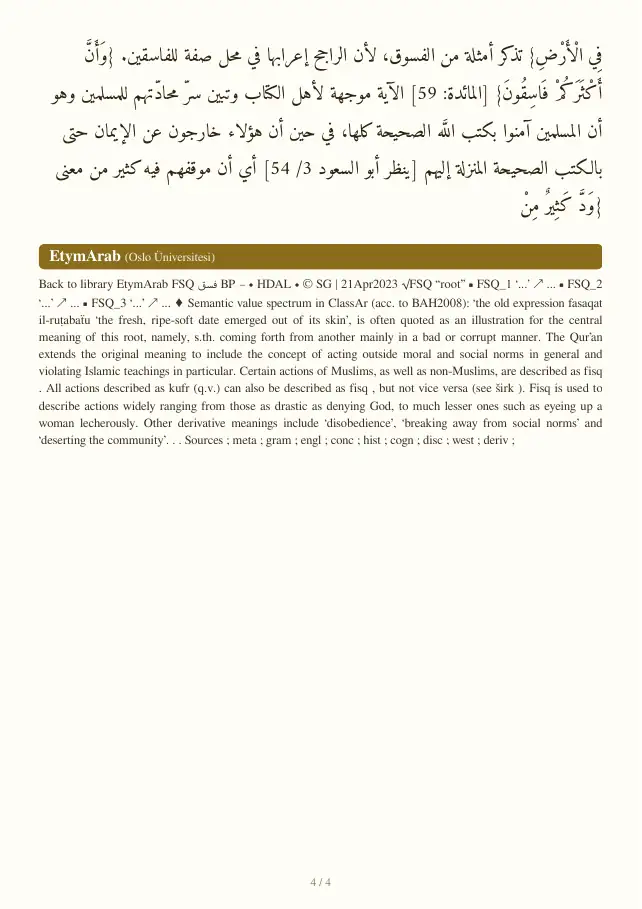 فِي الْأَرْضِ} تذكر أمثلة من الفسوق، لأن الراجح إعرابها في محل صفة للفاسقين. {وَأَنَّ
أَكْثَرَكُمْ فَاسِقُونَ} [المائدة: 59] الآية موجهة لأهل الكتاب وتبين سرّ محادّتهم للمسلمين وهو
أن المسلمين آمنوا بكتب اللَّه الصحيحة كلها، في حين أن هؤلاء خارجون عن الإيمان حتى
بالكتب الصحيحة المنزلة إليهم [ينظر أبو السعود 3/ 54] أي أن موقفهم فيه كثير من معنى
{وَدَّ كَثِيرٌ مِنْ
EtymArab (Oslo Üniversitesi)
Back to library EtymArab FSQ فسق BP – • HDAL • © SG | 21Apr2023 √FSQ “root” ▪ FSQ_1 ‘...’ ↗ ... ▪ FSQ_2
‘...’ ↗ ... ▪ FSQ_3 ‘...’ ↗ ... ♦ Semantic value spectrum in ClassAr (acc. to BAH2008): ‘the old expression fasaqat
il-ruṭabaẗu ‘the fresh, ripe-soft date emerged out of its skin’, is often quoted as an illustration for the central
meaning of this root, namely, s.th. coming forth from another mainly in a bad or corrupt manner. The Qurʾan
extends the original meaning to include the concept of acting outside moral and social norms in general and
violating Islamic teachings in particular. Certain actions of Muslims, as well as non-Muslims, are described as fisq
. All actions described as kufr (q.v.) can also be described as fisq , but not vice versa (see širk ). Fisq is used to
describe actions widely ranging from those as drastic as denying God, to much lesser ones such as eyeing up a
woman lecherously. Other derivative meanings include ‘disobedience’, ‘breaking away from social norms’ and
‘deserting the community’. . . Sources ; meta ; gram ; engl ; conc ; hist ; cogn ; disc ; west ; deriv ;
4 / 4